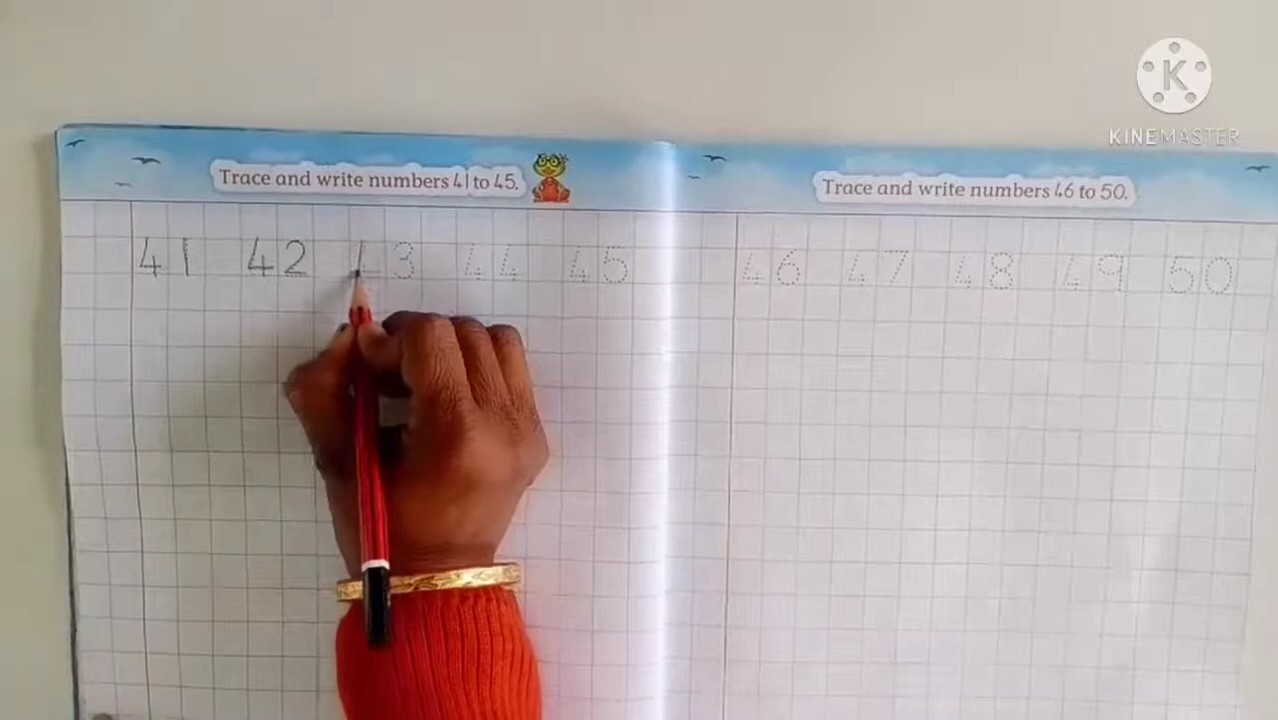 KINEMASTER
Trace and write numbers 41 to 45.
41 42 43 44 45
Trace and write numbers 46 to 50.
46 47 48 49 50